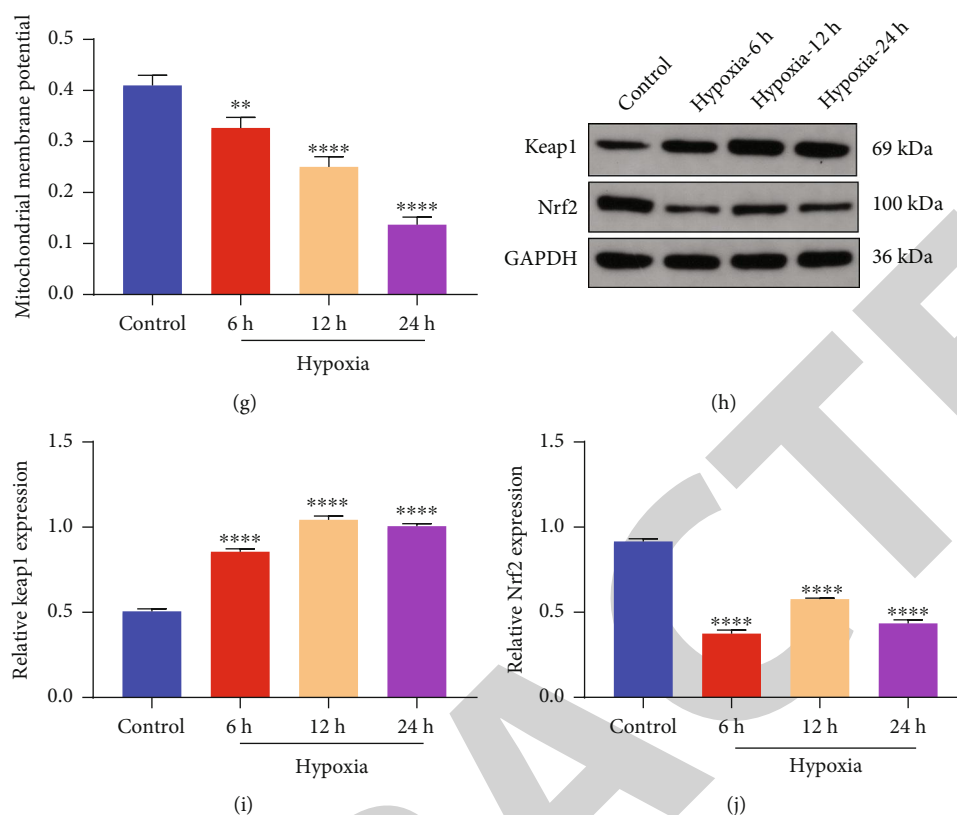 Mitochondrial membrane potential
0.5
0.4
0.3
0.2
0.1
0.0
**
****
****
Control
6 h
12 h
24 h
Hypoxia
(g)
Control
Hypoxia-6 h
Hypoxia-12 h
Hypoxia-24 h
Keap1
69 kDa
Nrf2
100 kDa
GAPDH
36 kDa
(h)
Relative keap1 expression
1.5
1.0
0.5
0.0
****
****
****
Control
6 h
12 h
24 h
Hypoxia
(i)
Relative Nrf2 expression
1.5
1.0
0.5
0.0
****
****
****
Control
6 h
12 h
24 h
Hypoxia
(j)